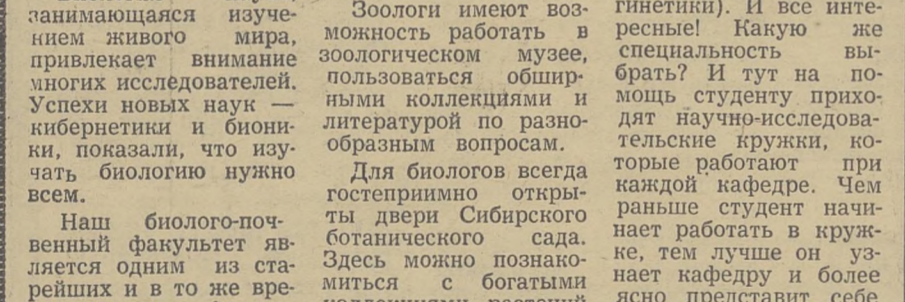 занимающаяся изуче-
нием живого мира,
привлекает внимание
многих исследователей.
Успехи новых наук —
кибернетики и биони-
ки, показали, что изу-
чать биологию нужно
всем.
Наш биолого-поч-
венный факультет яв-
ляется одним из ста-
рейших и в то же вре-
Зоологи имеют воз-
можность работать в
зоологическом музее,
пользоваться обшир-
ными коллекциями и
литературой по разно-
образным вопросам.
Для биологов всегда
гостеприимно откры-
ты двери Сибирского
ботанического сада.
Здесь можно познако-
миться с богатыми
гинетики). И все инте-
ресные! Какую же
специальность вы-
брать? И тут на по-
мощь студенту прихо-
дят научно-исследова-
тельские кружки, ко-
торые работают при
каждой кафедре. Чем
раньше студент начи-
нает работать в круж-
ке, тем лучше он уз-
нает кафедру и более
ясно представит себе